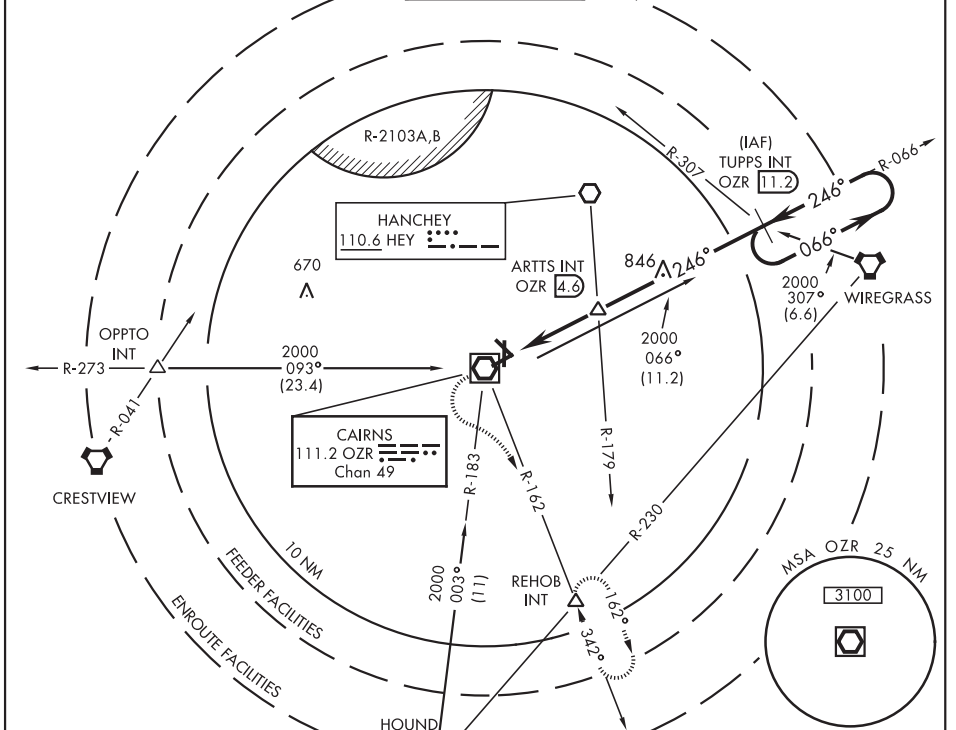 R-2103A,B
R-307
(IAF)
TUPPS INT
OZR 11.2
R-066
246°
066°
HANCHEY
110.6 HEY
670
ARTTS INT
OZR 4.6
846
246°
2000
307°
(6.6)
WIREGRASS
OPPTO
INT
R-273
2000
093°
(23.4)
2000
066°
(11.2)
R-041
CAIRNS
111.2 OZR
Chan 49
R-183
R-162
R-179
R-230
CRESTVIEW
10 NM
FEEDER FACILITIES
ENROUTE FACILITIES
2000
003°
(11)
REHOB
INT
162°
342°
MSA OZR 25 NM
3100
HOUND